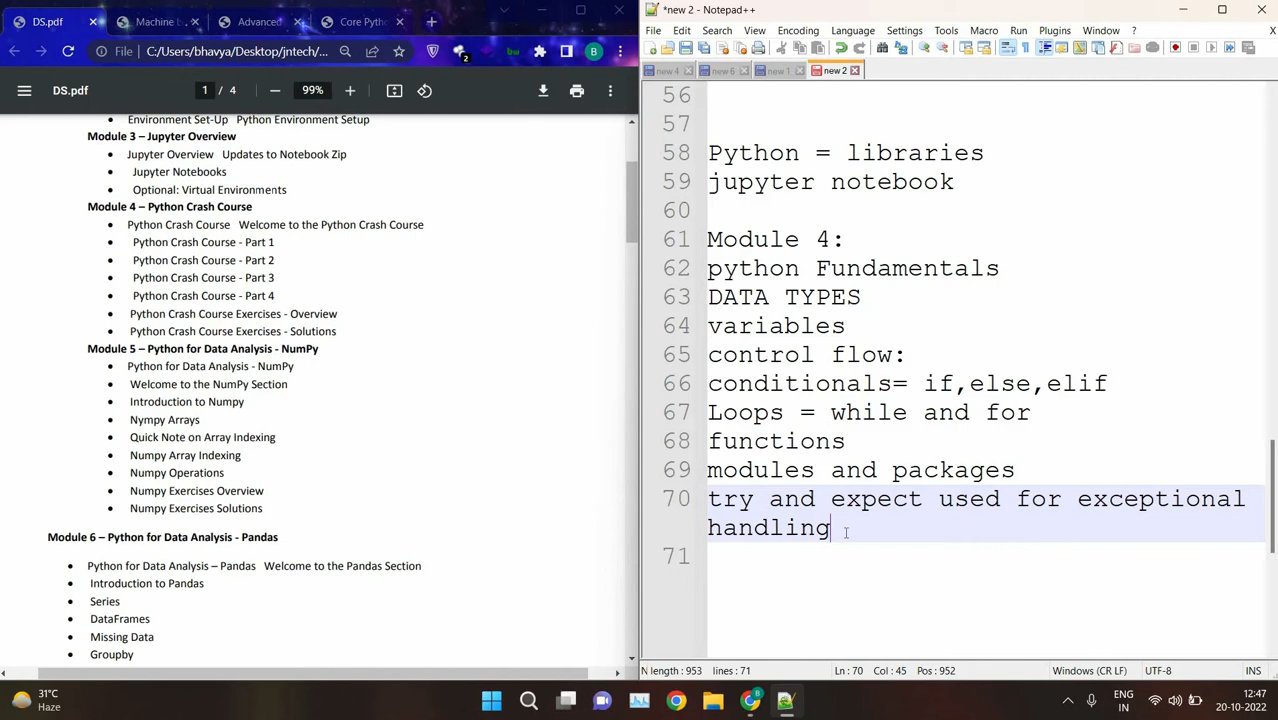 DS.pdf
Machine b
Advanced
Core Pyth
File
C:/Users/bhavya/Desktop/jntech/...
B
DS.pdf
1 / 4
99%
Environment Set-Up Python Environment Setup
Module 3 – Jupyter Overview
Jupyter Overview Updates to Notebook Zip
Jupyter Notebooks
Optional: Virtual Environments
Module 4 – Python Crash Course
Python Crash Course Welcome to the Python Crash Course
Python Crash Course - Part 1
Python Crash Course - Part 2
Python Crash Course - Part 3
Python Crash Course - Part 4
Python Crash Course Exercises - Overview
Python Crash Course Exercises - Solutions
Module 5 – Python for Data Analysis - NumPy
Python for Data Analysis - NumPy
Welcome to the NumPy Section
Introduction to Numpy
Nympy Arrays
Quick Note on Array Indexing
Numpy Array Indexing
Numpy Operations
Numpy Exercises Overview
Numpy Exercises Solutions
Module 6 – Python for Data Analysis - Pandas
Python for Data Analysis – Pandas Welcome to the Pandas Section
Introduction to Pandas
Series
DataFrames
Missing Data
Groupby
*new 2 - Notepad++
File Edit Search View Encoding Language Settings Tools Macro Run Plugins Window ?
new 4
new 6
new 1
new 2
56
57
58 Python = libraries
59 jupyter notebook
60
61 Module 4:
62 python Fundamentals
63 DATA TYPES
64 variables
65 control flow:
66 conditionals= if,else,elif
67 Loops = while and for
68 functions
69 modules and packages
70 try and expect used for exceptional
handling
71
N length : 953 lines : 71 Ln : 70 Col : 45 Pos : 952 Windows (CR LF) UTF-8 INS
31°C
Haze
ENG
IN
12:47
20-10-2022